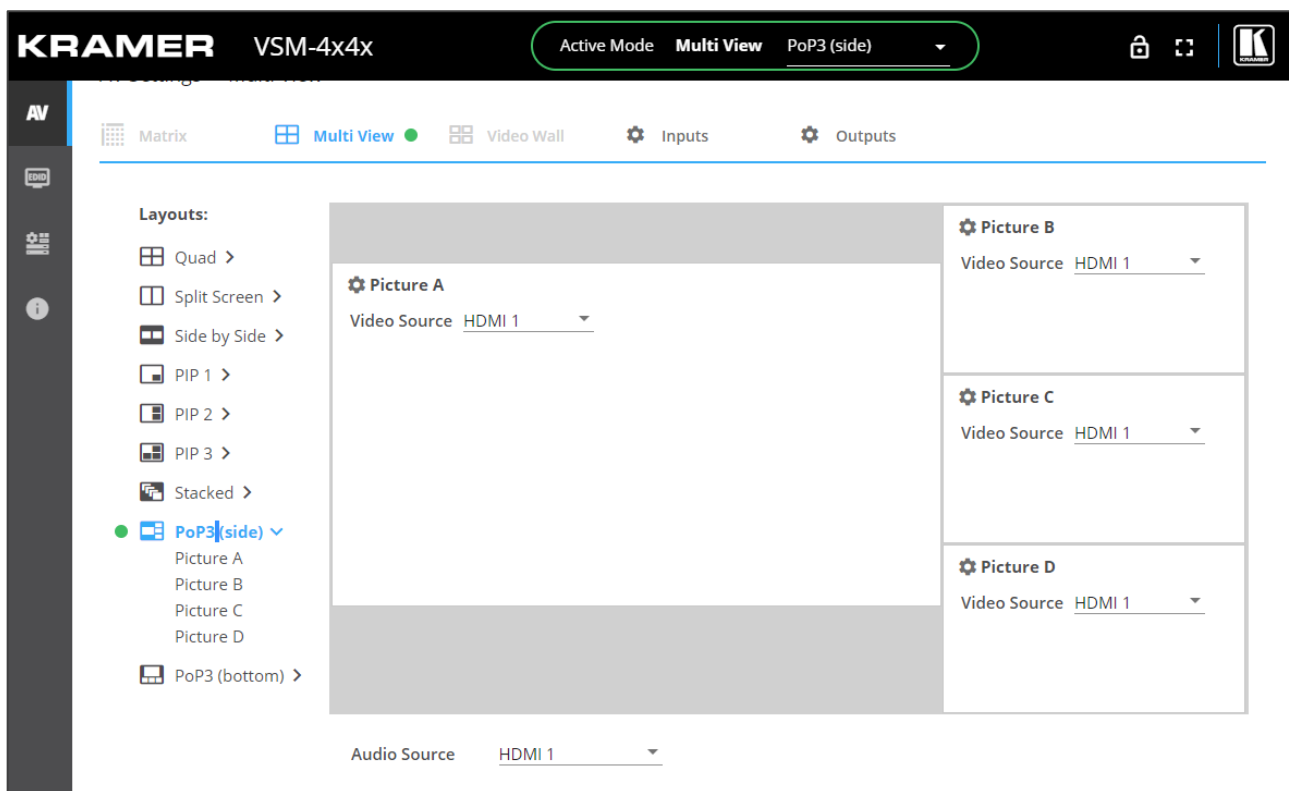 KRAMER VSM-4x4x
Active Mode Multi View PoP3 (side)
KRAMER
AV
EDID
Matrix
Multi View
Video Wall
Inputs
Outputs
Layouts:
Quad
Split Screen
Side by Side
PIP 1
PIP 2
PIP 3
Stacked
PoP3 (side)
Picture A
Picture B
Picture C
Picture D
PoP3 (bottom)
Picture A
Video Source HDMI 1
Picture B
Video Source HDMI 1
Picture C
Video Source HDMI 1
Picture D
Video Source HDMI 1
Audio Source HDMI 1